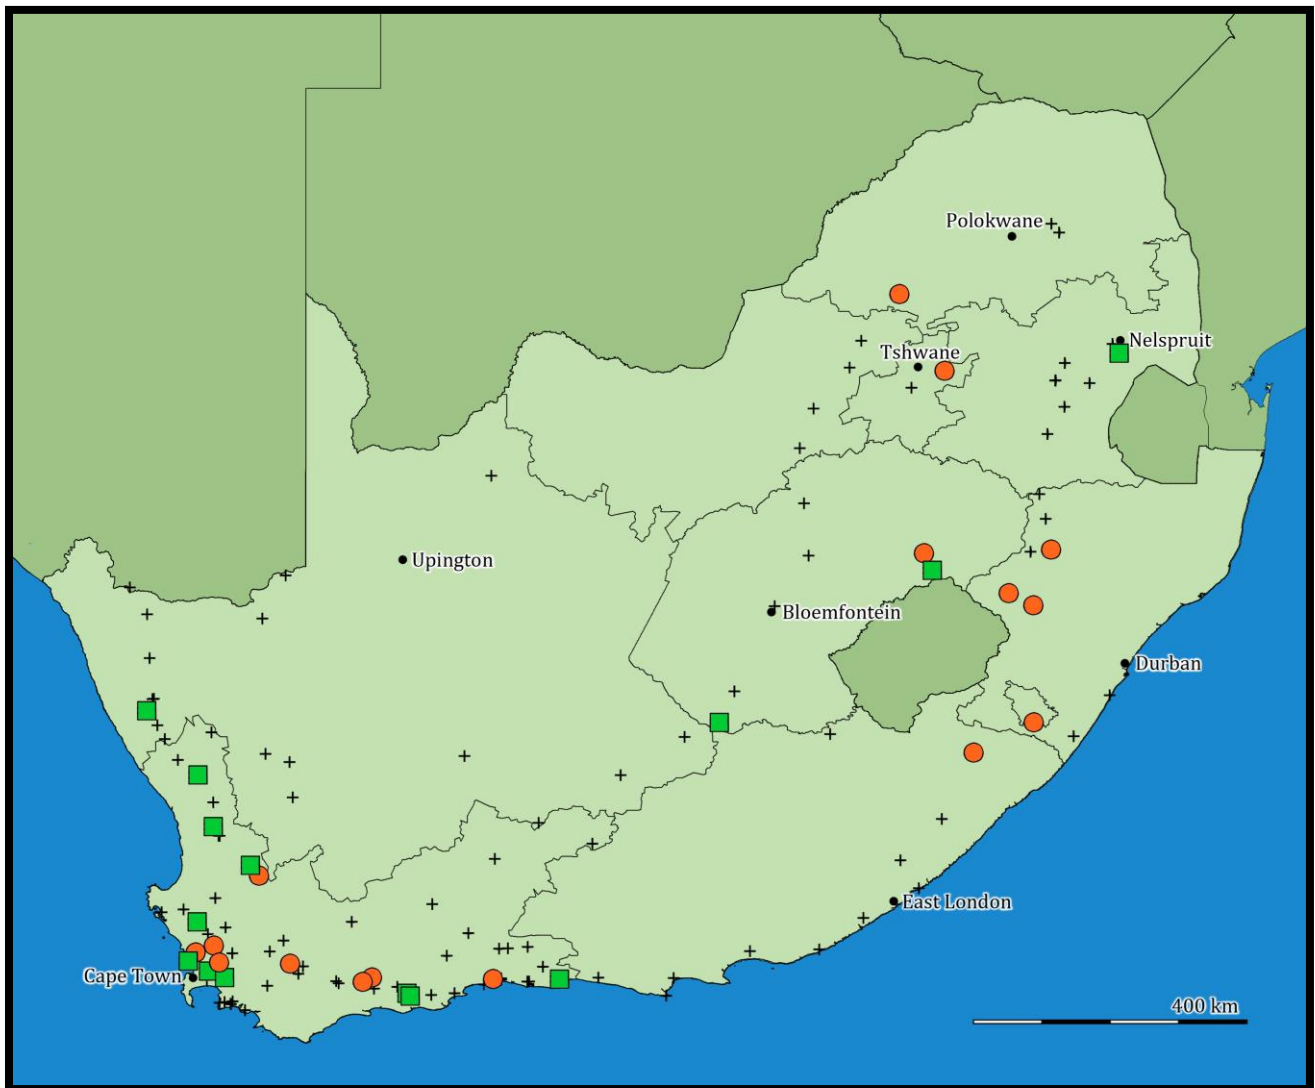 Polokwane
Nelspruit
Tshwane
Upington
Bloemfontein
Durban
East London
Cape Town
400 km